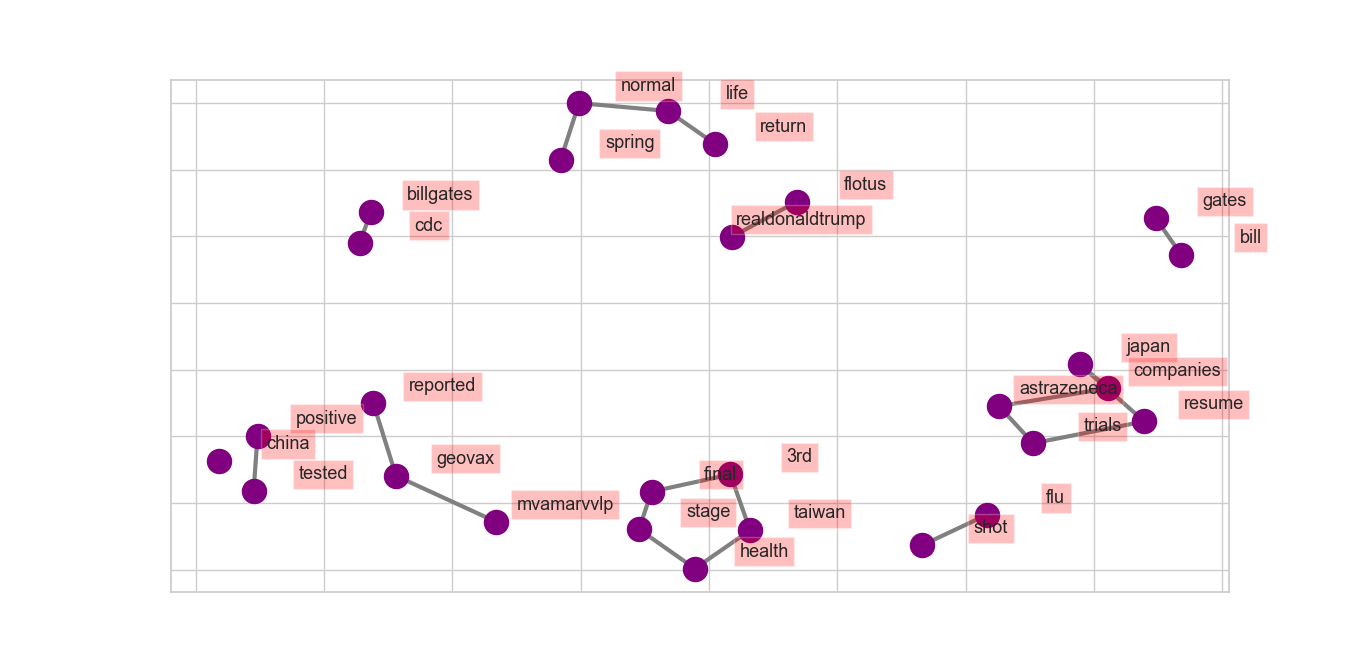 normal
life
return
spring
flotus
billgates
realdonaldtrump
cdc
gates
bill
japan
companies
astrazeneca
resume
trials
reported
positive
china
tested
geovax
mvamarvvlp
3rd
final
stage
taiwan
health
flu
shot